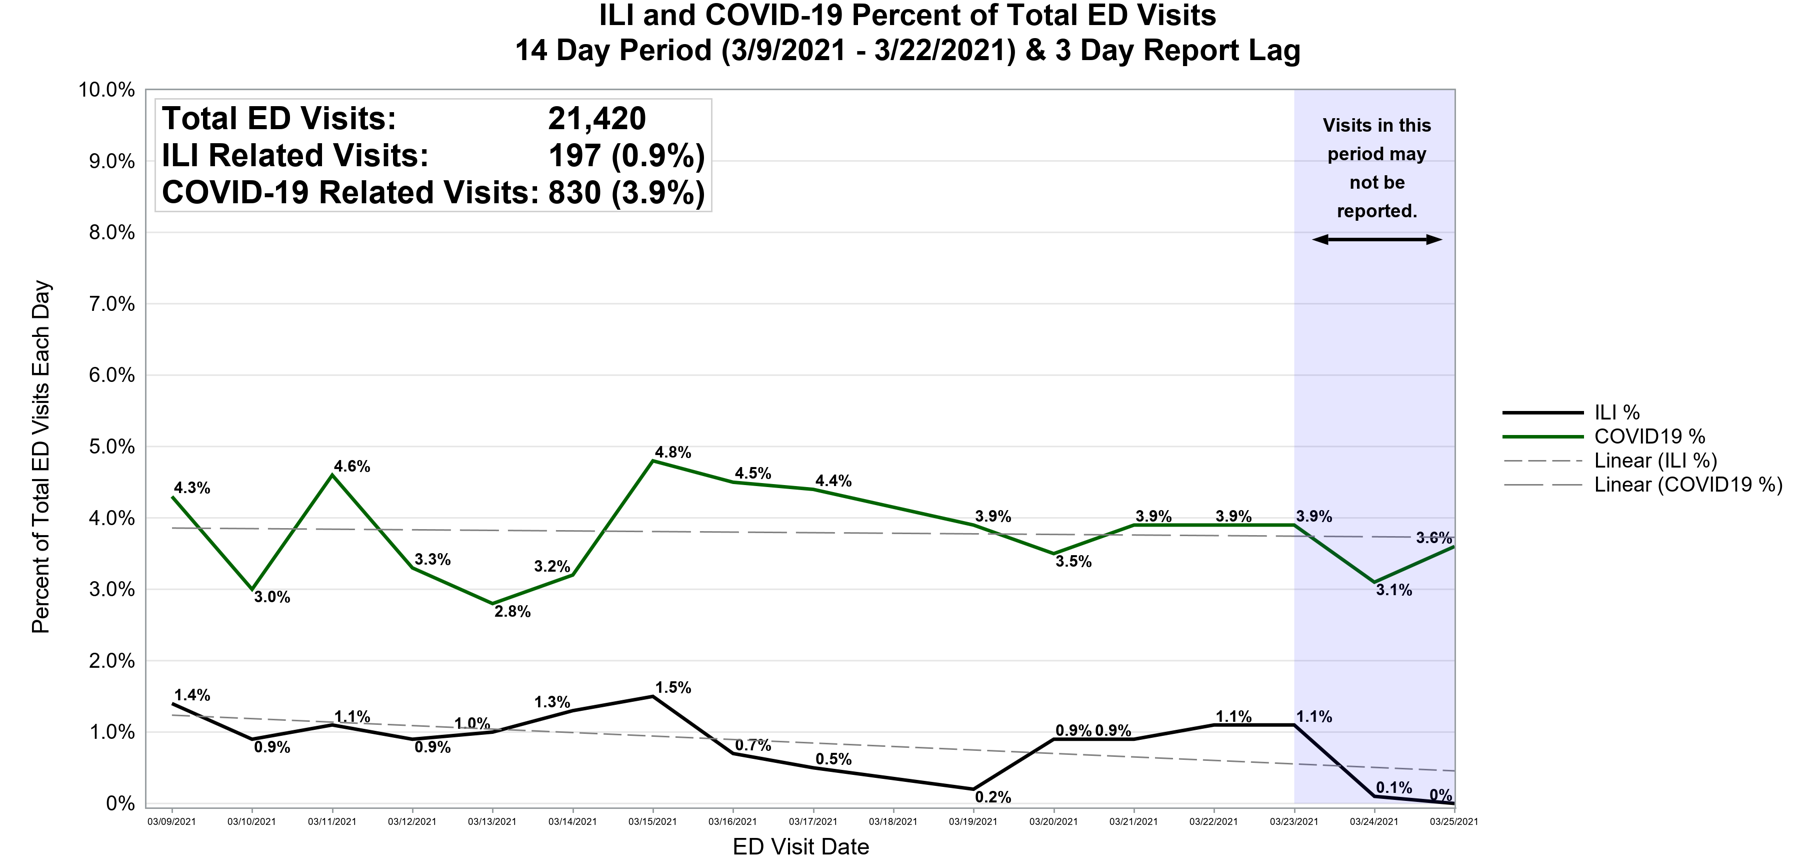 ILI and COVID-19 Percent of Total ED Visits
14 Day Period (3/9/2021 - 3/22/2021) & 3 Day Report Lag
Total ED Visits: 21,420
ILI Related Visits: 197 (0.9%)
COVID-19 Related Visits: 830 (3.9%)
Visits in this
period may
not be
reported.
Percent of Total ED Visits Each Day
10.0%
9.0%
8.0%
7.0%
6.0%
5.0%
4.0%
3.0%
2.0%
1.0%
0%
4.3%
3.0%
4.6%
3.3%
2.8%
3.2%
4.8%
4.5%
4.4%
3.9%
3.5%
3.9%
3.9%
3.9%
3.1%
3.6%
1.4%
0.9%
1.1%
0.9%
1.0%
1.3%
1.5%
0.7%
0.5%
0.2%
0.9%
0.9%
1.1%
1.1%
0.1%
0%
03/09/2021 03/10/2021 03/11/2021 03/12/2021 03/13/2021 03/14/2021 03/15/2021 03/16/2021 03/17/2021 03/18/2021 03/19/2021 03/20/2021 03/21/2021 03/22/2021 03/23/2021 03/24/2021 03/25/2021
ED Visit Date
ILI %
COVID19 %
Linear (ILI %)
Linear (COVID19 %)